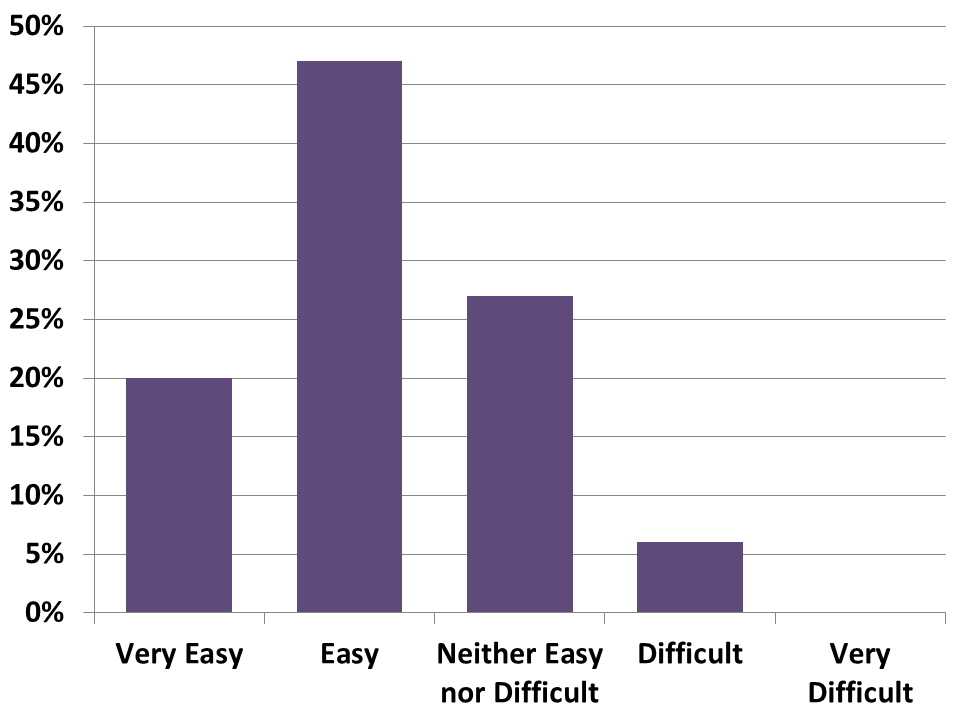 50%
45%
40%
35%
30%
25%
20%
15%
10%
5%
0%
Very Easy
Easy
Neither Easy
nor Difficult
Difficult
Very
Difficult